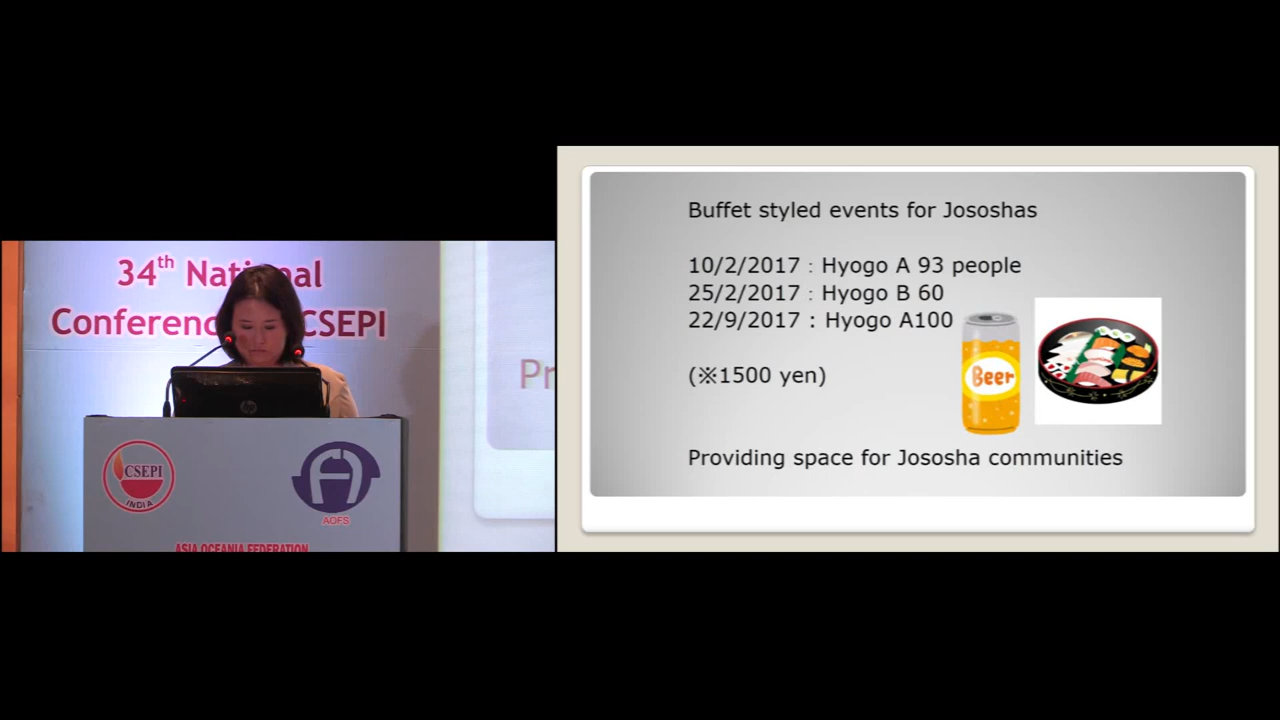 34th National
Conference CSEPI
Pr
CSEPI
INDIA
AOFS
ASIA OCEANIA FEDERATION
Buffet styled events for Jososhas
10/2/2017 : Hyogo A 93 people
25/2/2017 : Hyogo B 60
22/9/2017 : Hyogo A100
(※1500 yen)
Beer
Providing space for Jososha communities